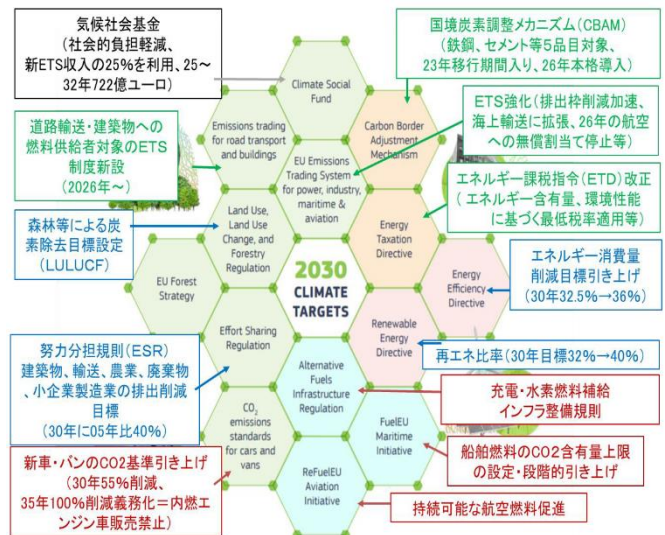 気候社会基金
(社会的負担軽減、
新ETS収入の25%を利用、25～
32年722億ユーロ)
国境炭素調整メカニズム(CBAM)
(鉄鋼、セメント等5品目対象、
23年移行期間入り、26年本格導入)
Climate Social
Fund
道路輸送・建築物への
燃料供給者対象のETS
制度新設
(2026年～)
Emissions trading
for road transport
and buildings
Carbon Border
Adjustment
Mechanism
ETS強化(排出枠削減加速、
海上輸送に拡張、26年の航空
への無償割当て停止等)
EU Emissions
Trading System
for power, industry,
maritime &
aviation
エネルギー課税指令(ETD)改正
(エネルギー含有量、環境性能
に基づく最低税率適用等)
森林等による炭
素除去目標設定
(LULUCF)
Land Use,
Land Use
Change, and
Forestry
Regulation
Energy
Taxation
Directive
エネルギー消費量
削減目標引き上げ
(30年32.5%→36%)
EU Forest
Strategy
2030
CLIMATE
TARGETS
Energy
Efficiency
Directive
努力分担規則(ESR)
建築物、輸送、農業、廃棄物
、小企業製造業の排出削減
目標
(30年に05年比40%)
Effort Sharing
Regulation
Renewable
Energy
Directive
再エネ比率(30年目標32%→40%)
Alternative
Fuels
Infrastructure
Regulation
充電・水素燃料補給
インフラ整備規則
新車・バンのCO2基準引き上げ
(30年55%削減、
35年100%削減義務化=内燃エ
ンジン車販売禁止)
CO2
emissions
standards
for cars and
vans
FuelEU
Maritime
Initiative
船舶燃料のCO2含有量上限
の設定・段階的引き上げ
ReFuelEU
Aviation
Initiative
持続可能な航空燃料促進